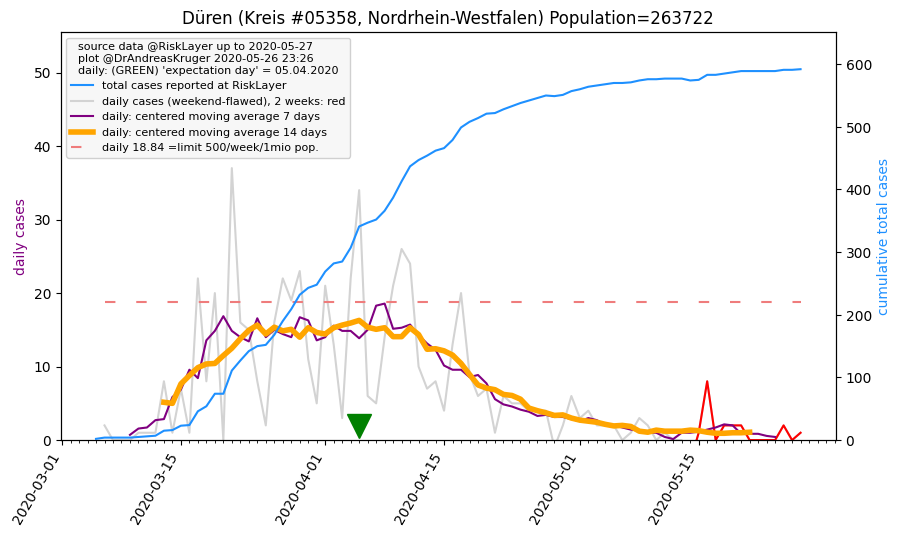 Düren (Kreis #05358, Nordrhein-Westfalen) Population=263722
source data @RiskLayer up to 2020-05-27
plot @DrAndreasKruger 2020-05-26 23:26
daily: (GREEN) 'expectation day' = 05.04.2020
total cases reported at RiskLayer
daily cases (weekend-flawed), 2 weeks: red
daily: centered moving average 7 days
daily: centered moving average 14 days
daily 18.84 =limit 500/week/1mio pop.
daily cases
50
40
30
20
10
0
cumulative total cases
600
500
400
300
200
100
0
2020-03-01
2020-03-15
2020-04-01
2020-04-15
2020-05-01
2020-05-15